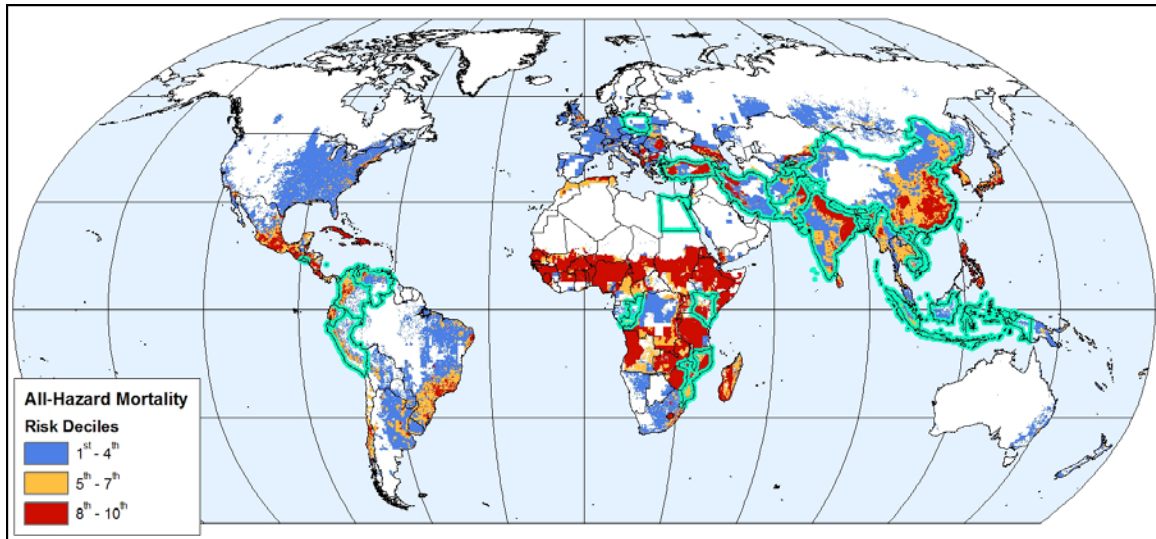 All-Hazard Mortality
Risk Deciles
1st - 4th
5th - 7th
8th - 10th